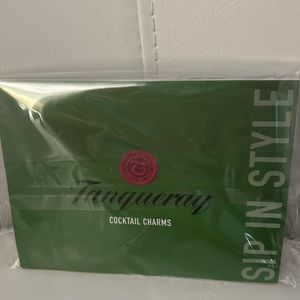 Tanqueray
COCKTAIL CHARMS
SIP IN STYLE